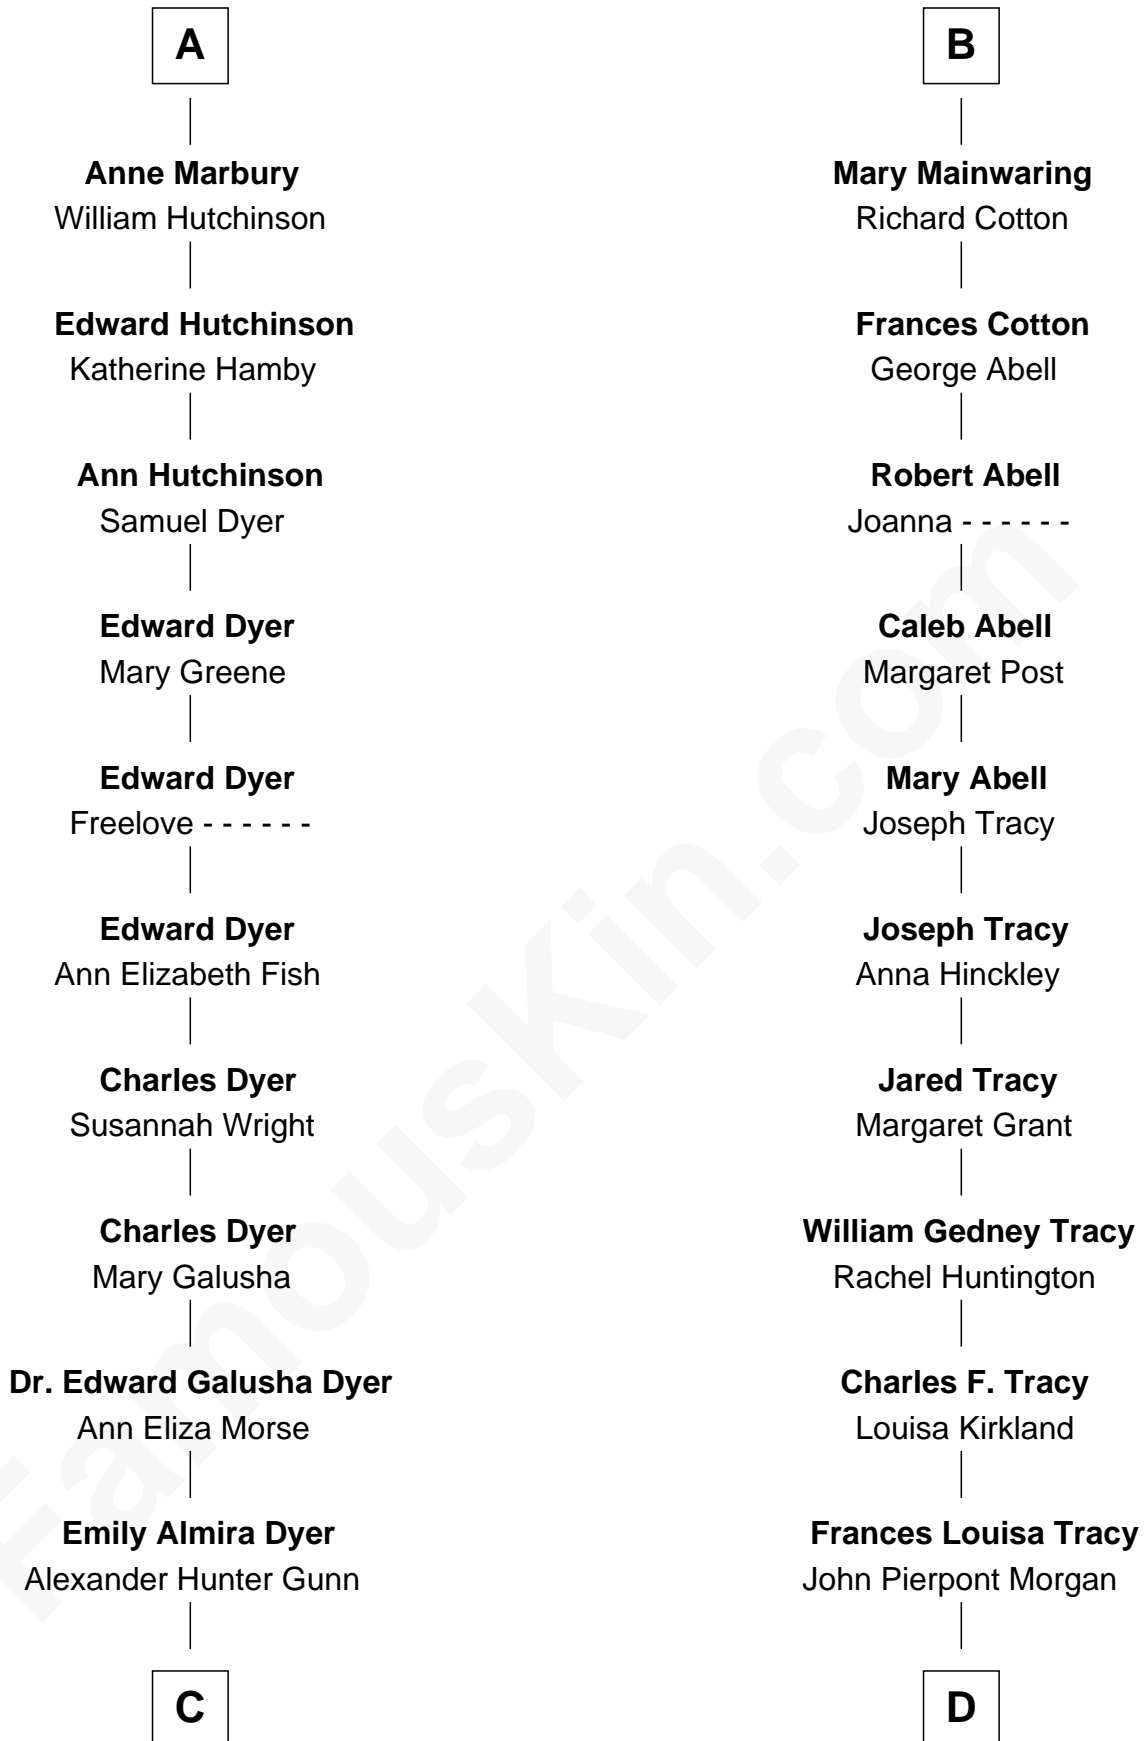 A
Anne Marbury
William Hutchinson
Edward Hutchinson
Katherine Hamby
Ann Hutchinson
Samuel Dyer
Edward Dyer
Mary Greene
Edward Dyer
Freelove - - - - - -
Edward Dyer
Ann Elizabeth Fish
Charles Dyer
Susannah Wright
Charles Dyer
Mary Galusha
Dr. Edward Galusha Dyer
Ann Eliza Morse
Emily Almira Dyer
Alexander Hunter Gunn
C
B
Mary Mainwaring
Richard Cotton
Frances Cotton
George Abell
Robert Abell
Joanna - - - - - -
Caleb Abell
Margaret Post
Mary Abell
Joseph Tracy
Joseph Tracy
Anna Hinckley
Jared Tracy
Margaret Grant
William Gedney Tracy
Rachel Huntington
Charles F. Tracy
Louisa Kirkland
Frances Louisa Tracy
John Pierpont Morgan
D
FamousKin.com